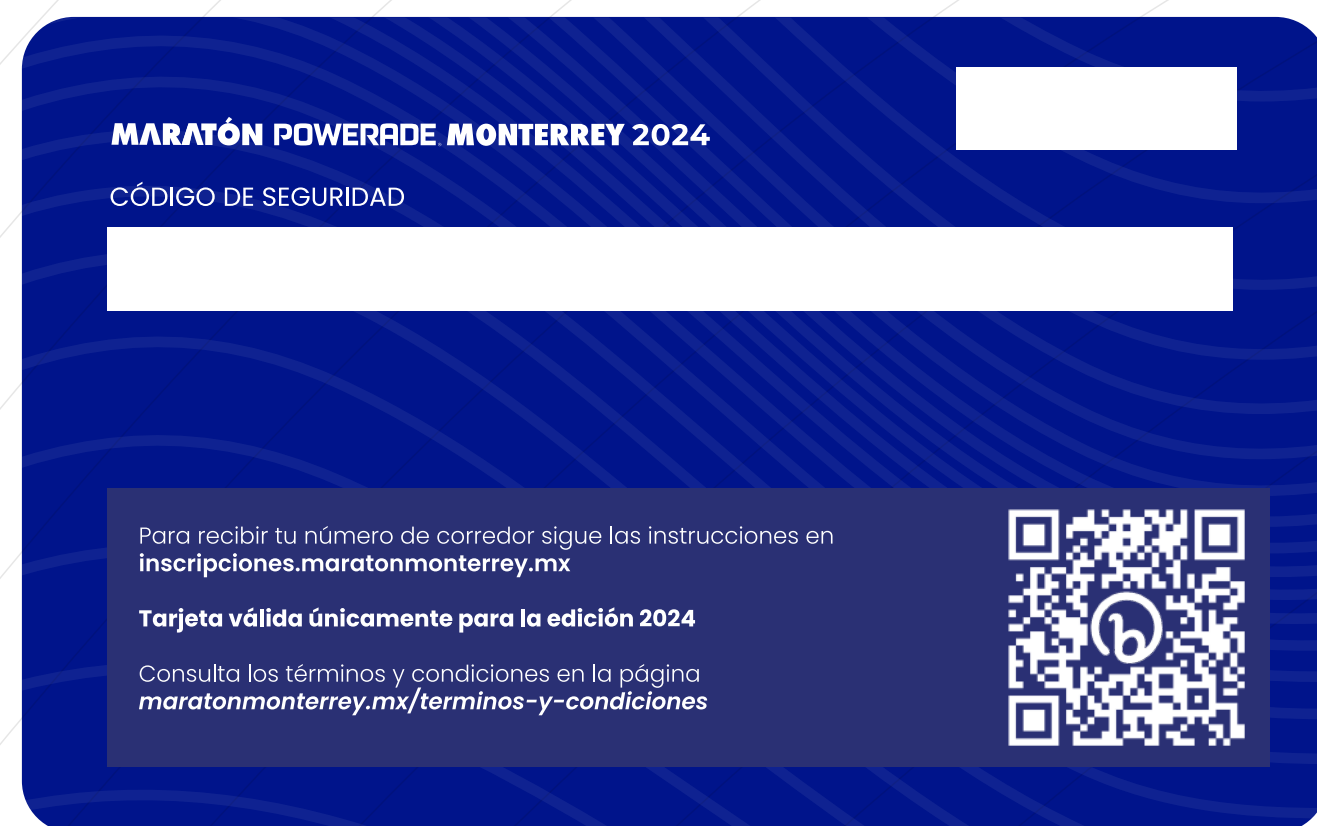 MARATÓN POWERADE. MONTERREY 2024
CÓDIGO DE SEGURIDAD
Para recibir tu número de corredor sigue las instrucciones en
inscripciones.maratonmonterrey.mx
Tarjeta válida únicamente para la edición 2024
Consulta los términos y condiciones en la página
maratonmonterrey.mx/terminos-y-condiciones
b